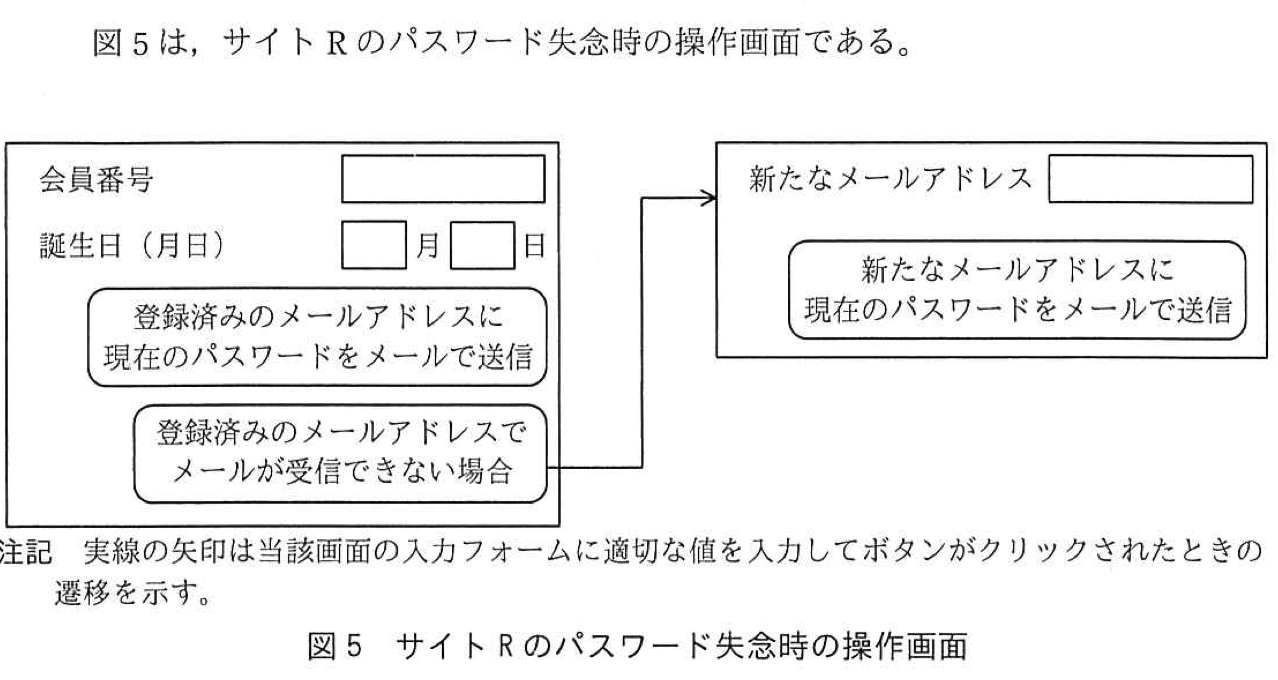 図5は，サイトRのパスワード失念時の操作画面である。
会員番号
誕生日（月日）　月　日
登録済みのメールアドレスに
現在のパスワードをメールで送信
登録済みのメールアドレスで
メールが受信できない場合
新たなメールアドレス
新たなメールアドレスに
現在のパスワードをメールで送信
注記　実線の矢印は当該画面の入力フォームに適切な値を入力してボタンがクリックされたときの
遷移を示す。
図5　サイトRのパスワード失念時の操作画面